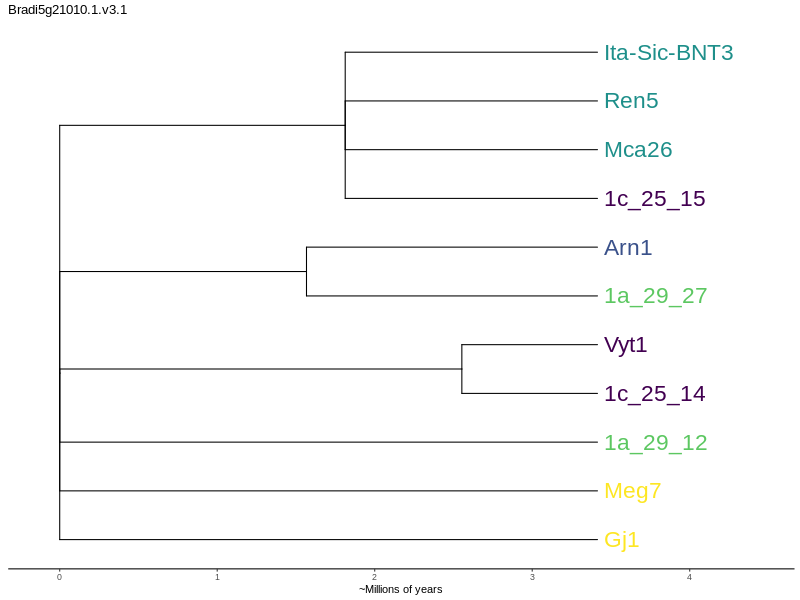 Bradi5g21010.1.v3.1
Ita-Sic-BNT3
Ren5
Mca26
1c_25_15
Arn1
1a_29_27
Vyt1
1c_25_14
1a_29_12
Meg7
Gj1
0 1 2 3 4
~Millions of years